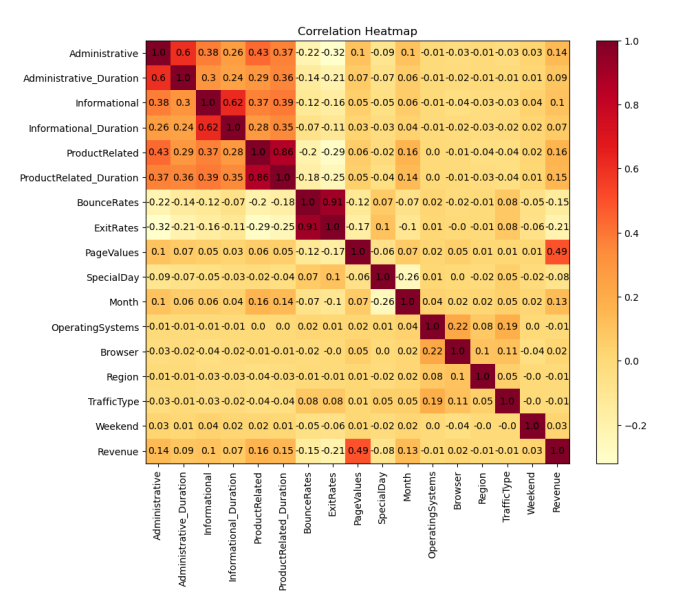 Correlation Heatmap
Administrative 1.0 0.6 0.38 0.26 0.43 0.37 -0.22 -0.32 0.1 -0.09 0.1 -0.01 -0.03 -0.01 -0.03 0.03 0.14
Administrative_Duration 0.6 1.0 0.3 0.24 0.29 0.36 -0.14 -0.21 0.07 -0.07 0.06 -0.01 -0.02 -0.01 -0.01 0.01 0.09
Informational 0.38 0.3 1.0 0.62 0.37 0.39 -0.12 -0.16 0.05 -0.05 0.06 -0.01 -0.04 -0.03 -0.03 0.04 0.1
Informational_Duration 0.26 0.24 0.62 1.0 0.28 0.35 -0.07 -0.11 0.03 -0.03 0.04 -0.01 -0.02 -0.03 -0.02 0.02 0.07
ProductRelated 0.43 0.29 0.37 0.28 1.0 0.86 -0.2 -0.29 0.06 -0.02 0.16 0.0 -0.01 -0.04 -0.04 0.02 0.16
ProductRelated_Duration 0.37 0.36 0.39 0.35 0.86 1.0 -0.18 -0.25 0.05 -0.04 0.14 0.0 -0.01 -0.03 -0.04 0.01 0.15
BounceRates -0.22 -0.14 -0.12 -0.07 -0.2 -0.18 1.0 0.91 -0.12 0.07 -0.07 0.02 -0.02 -0.01 0.08 -0.05 -0.15
ExitRates -0.32 -0.21 -0.16 -0.11 -0.29 -0.25 0.91 1.0 -0.17 0.1 -0.1 0.01 -0.0 -0.01 0.08 -0.06 -0.21
PageValues 0.1 0.07 0.05 0.03 0.06 0.05 -0.12 -0.17 1.0 -0.06 0.07 0.02 0.05 0.01 0.01 0.01 0.49
SpecialDay -0.09 -0.07 -0.05 -0.03 -0.02 -0.04 0.07 0.1 -0.06 1.0 -0.26 0.01 0.0 -0.02 0.05 -0.02 -0.08
Month 0.1 0.06 0.06 0.04 0.16 0.14 -0.07 -0.1 0.07 -0.26 1.0 0.04 0.02 0.02 0.05 0.02 0.13
OperatingSystems -0.01 -0.01 -0.01 -0.01 0.0 0.0 0.02 0.01 0.02 0.01 0.04 1.0 0.22 0.08 0.19 0.0 -0.01
Browser -0.03 -0.02 -0.04 -0.02 -0.01 -0.01 -0.02 -0.0 0.05 0.0 0.02 0.22 1.0 0.1 0.11 -0.04 0.02
Region -0.01 -0.01 -0.03 -0.03 -0.04 -0.03 -0.01 -0.01 0.01 -0.02 0.02 0.08 0.1 1.0 0.05 -0.0 -0.01
TrafficType -0.03 -0.01 -0.03 -0.02 -0.04 -0.04 0.08 0.08 0.01 0.05 0.05 0.19 0.11 0.05 1.0 -0.0 -0.01
Weekend 0.03 0.01 0.04 0.02 0.02 0.01 -0.05 -0.06 0.01 -0.02 0.02 0.0 -0.04 -0.0 -0.0 1.0 0.03
Revenue 0.14 0.09 0.1 0.07 0.16 0.15 -0.15 -0.21 0.49 -0.08 0.13 -0.01 0.02 -0.01 -0.01 0.03 1.0
Administrative
Administrative_Duration
Informational
Informational_Duration
ProductRelated
ProductRelated_Duration
BounceRates
ExitRates
PageValues
SpecialDay
Month
OperatingSystems
Browser
Region
TrafficType
Weekend
Revenue
1.0
0.8
0.6
0.4
0.2
0.0
−0.2